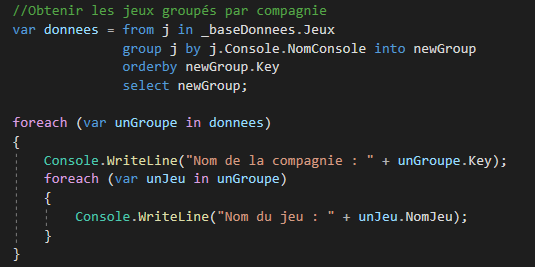 //Obtenir les jeux groupés par compagnie
var donnees = from j in _baseDonnees.Jeux
              group j by j.Console.NomConsole into newGroup
              orderby newGroup.Key
              select newGroup;

foreach (var unGroupe in donnees)
{
    Console.WriteLine("Nom de la compagnie : " + unGroupe.Key);
    foreach (var unJeu in unGroupe)
    {
        Console.WriteLine("Nom du jeu : " + unJeu.NomJeu);
    }
}